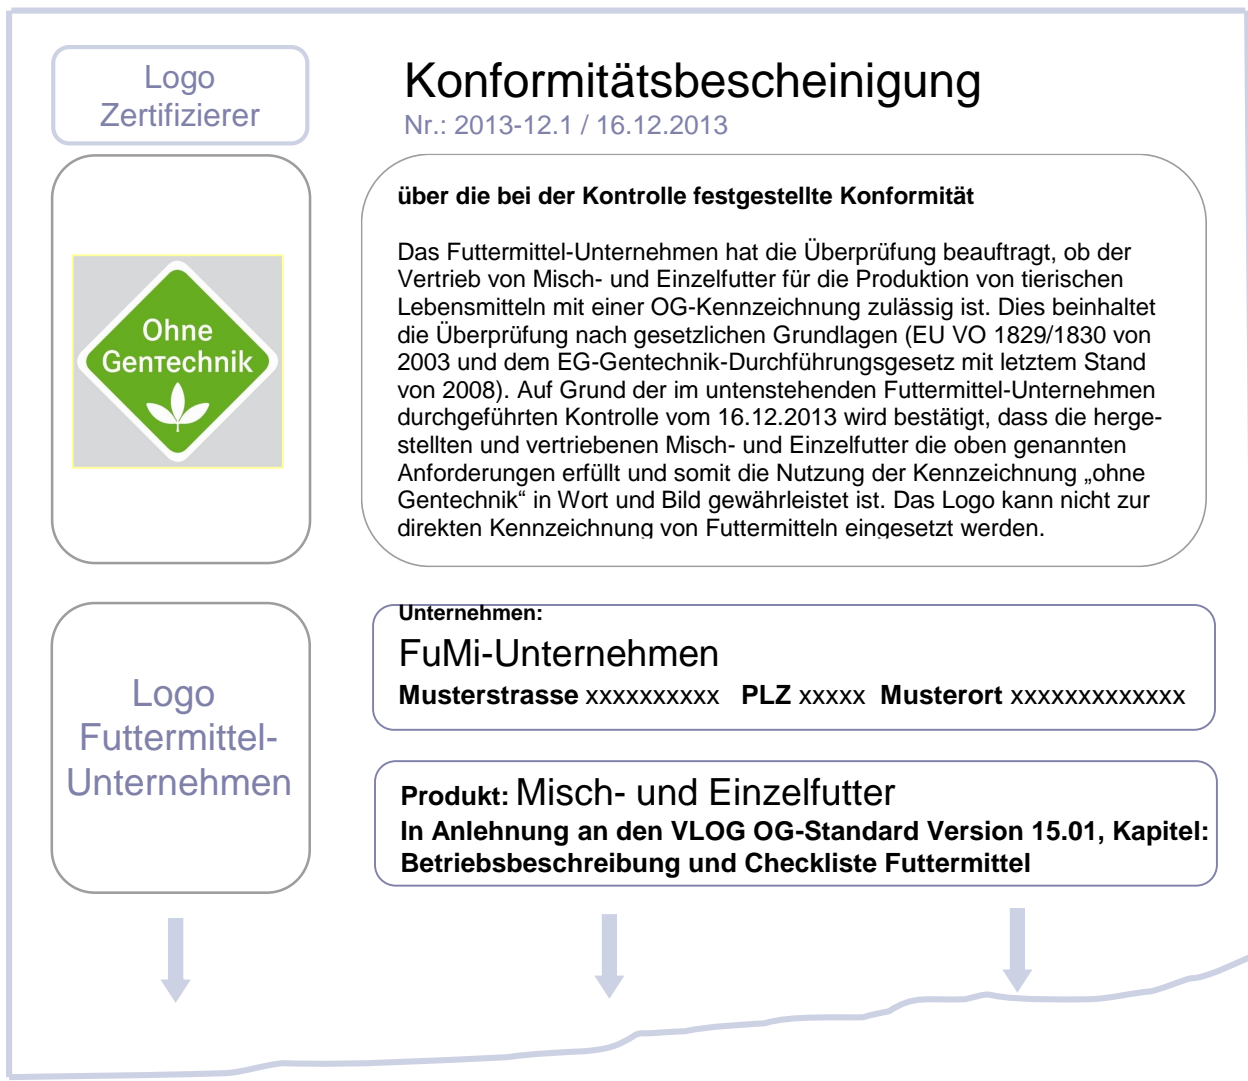 Logo
Zertifizierer
Konformitätsbescheinigung
Nr.: 2013-12.1 / 16.12.2013
Ohne
Gentechnik
über die bei der Kontrolle festgestellte Konformität
Das Futtermittel-Unternehmen hat die Überprüfung beauftragt, ob der
Vertrieb von Misch- und Einzelfutter für die Produktion von tierischen
Lebensmitteln mit einer OG-Kennzeichnung zulässig ist. Dies beinhaltet
die Überprüfung nach gesetzlichen Grundlagen (EU VO 1829/1830 von
2003 und dem EG-Gentechnik-Durchführungsgesetz mit letztem Stand
von 2008). Auf Grund der im untenstehenden Futtermittel-Unternehmen
durchgeführten Kontrolle vom 16.12.2013 wird bestätigt, dass die herge-
stellten und vertriebenen Misch- und Einzelfutter die oben genannten
Anforderungen erfüllt und somit die Nutzung der Kennzeichnung „ohne
Gentechnik“ in Wort und Bild gewährleistet ist. Das Logo kann nicht zur
direkten Kennzeichnung von Futtermitteln eingesetzt werden.
Logo
Futtermittel-
Unternehmen
Unternehmen:
FuMi-Unternehmen
Musterstrasse xxxxxxxxxx PLZ xxxxx Musterort xxxxxxxxxxxxx
Produkt: Misch- und Einzelfutter
In Anlehnung an den VLOG OG-Standard Version 15.01, Kapitel:
Betriebsbeschreibung und Checkliste Futtermittel